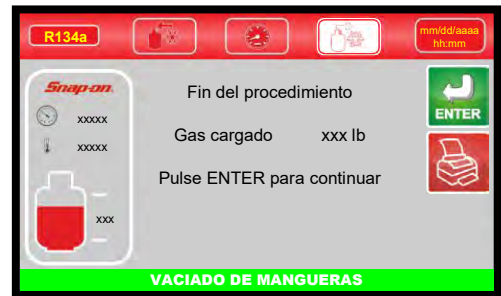 R134a
mm/dd/aaaa
hh:mm
Snap-on
xxxxx
xxxxx
xxx
Fin del procedimiento
Gas cargado xxx lb
Pulse ENTER para continuar
ENTER
VACIADO DE MANGUERAS